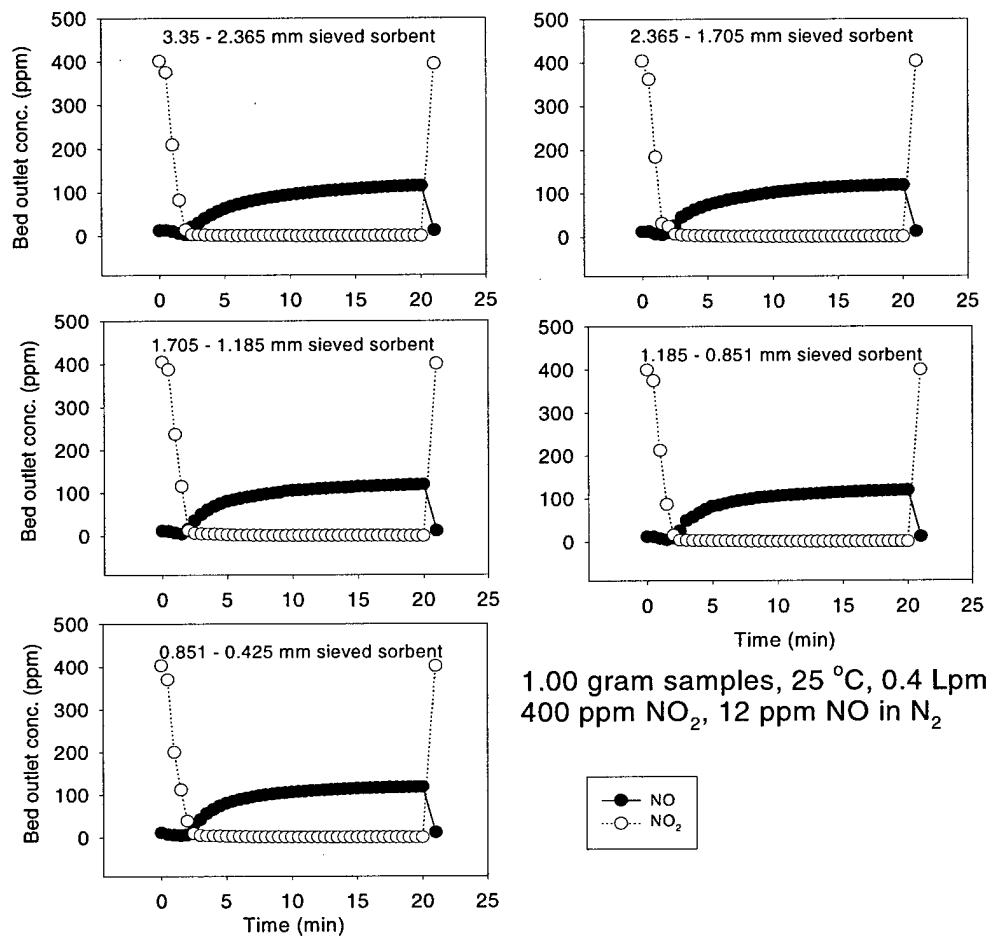 500
400
300
200
100
0
Bed outlet conc. (ppm)
3.35 - 2.365 mm sieved sorbent
0 5 10 15 20 25
500
400
300
200
100
0
2.365 - 1.705 mm sieved sorbent
0 5 10 15 20 25
500
400
300
200
100
0
Bed outlet conc. (ppm)
1.705 - 1.185 mm sieved sorbent
0 5 10 15 20 25
500
400
300
200
100
0
1.185 - 0.851 mm sieved sorbent
0 5 10 15 20 25
Time (min)
500
400
300
200
100
0
Bed outlet conc. (ppm)
0.851 - 0.425 mm sieved sorbent
0 5 10 15 20 25
Time (min)
1.00 gram samples, 25 °C, 0.4 Lpm
400 ppm NO₂, 12 ppm NO in N₂
NO
NO₂